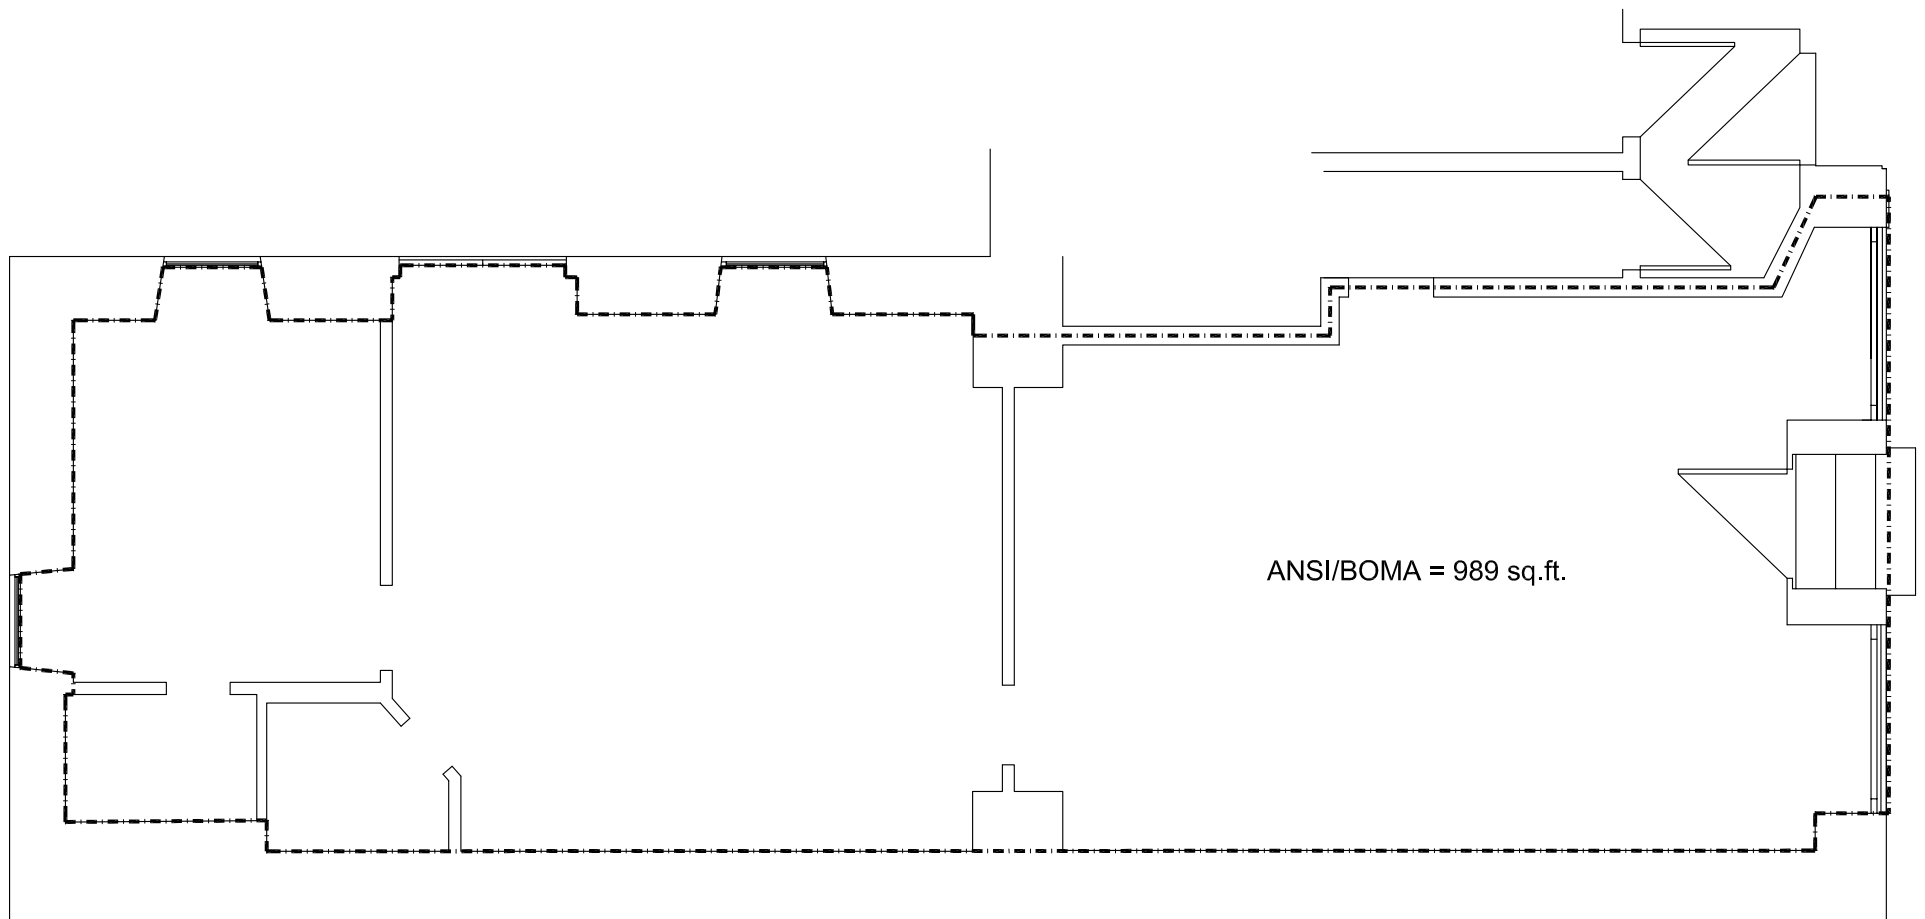 ANSI/BOMA = 989 sq.ft.